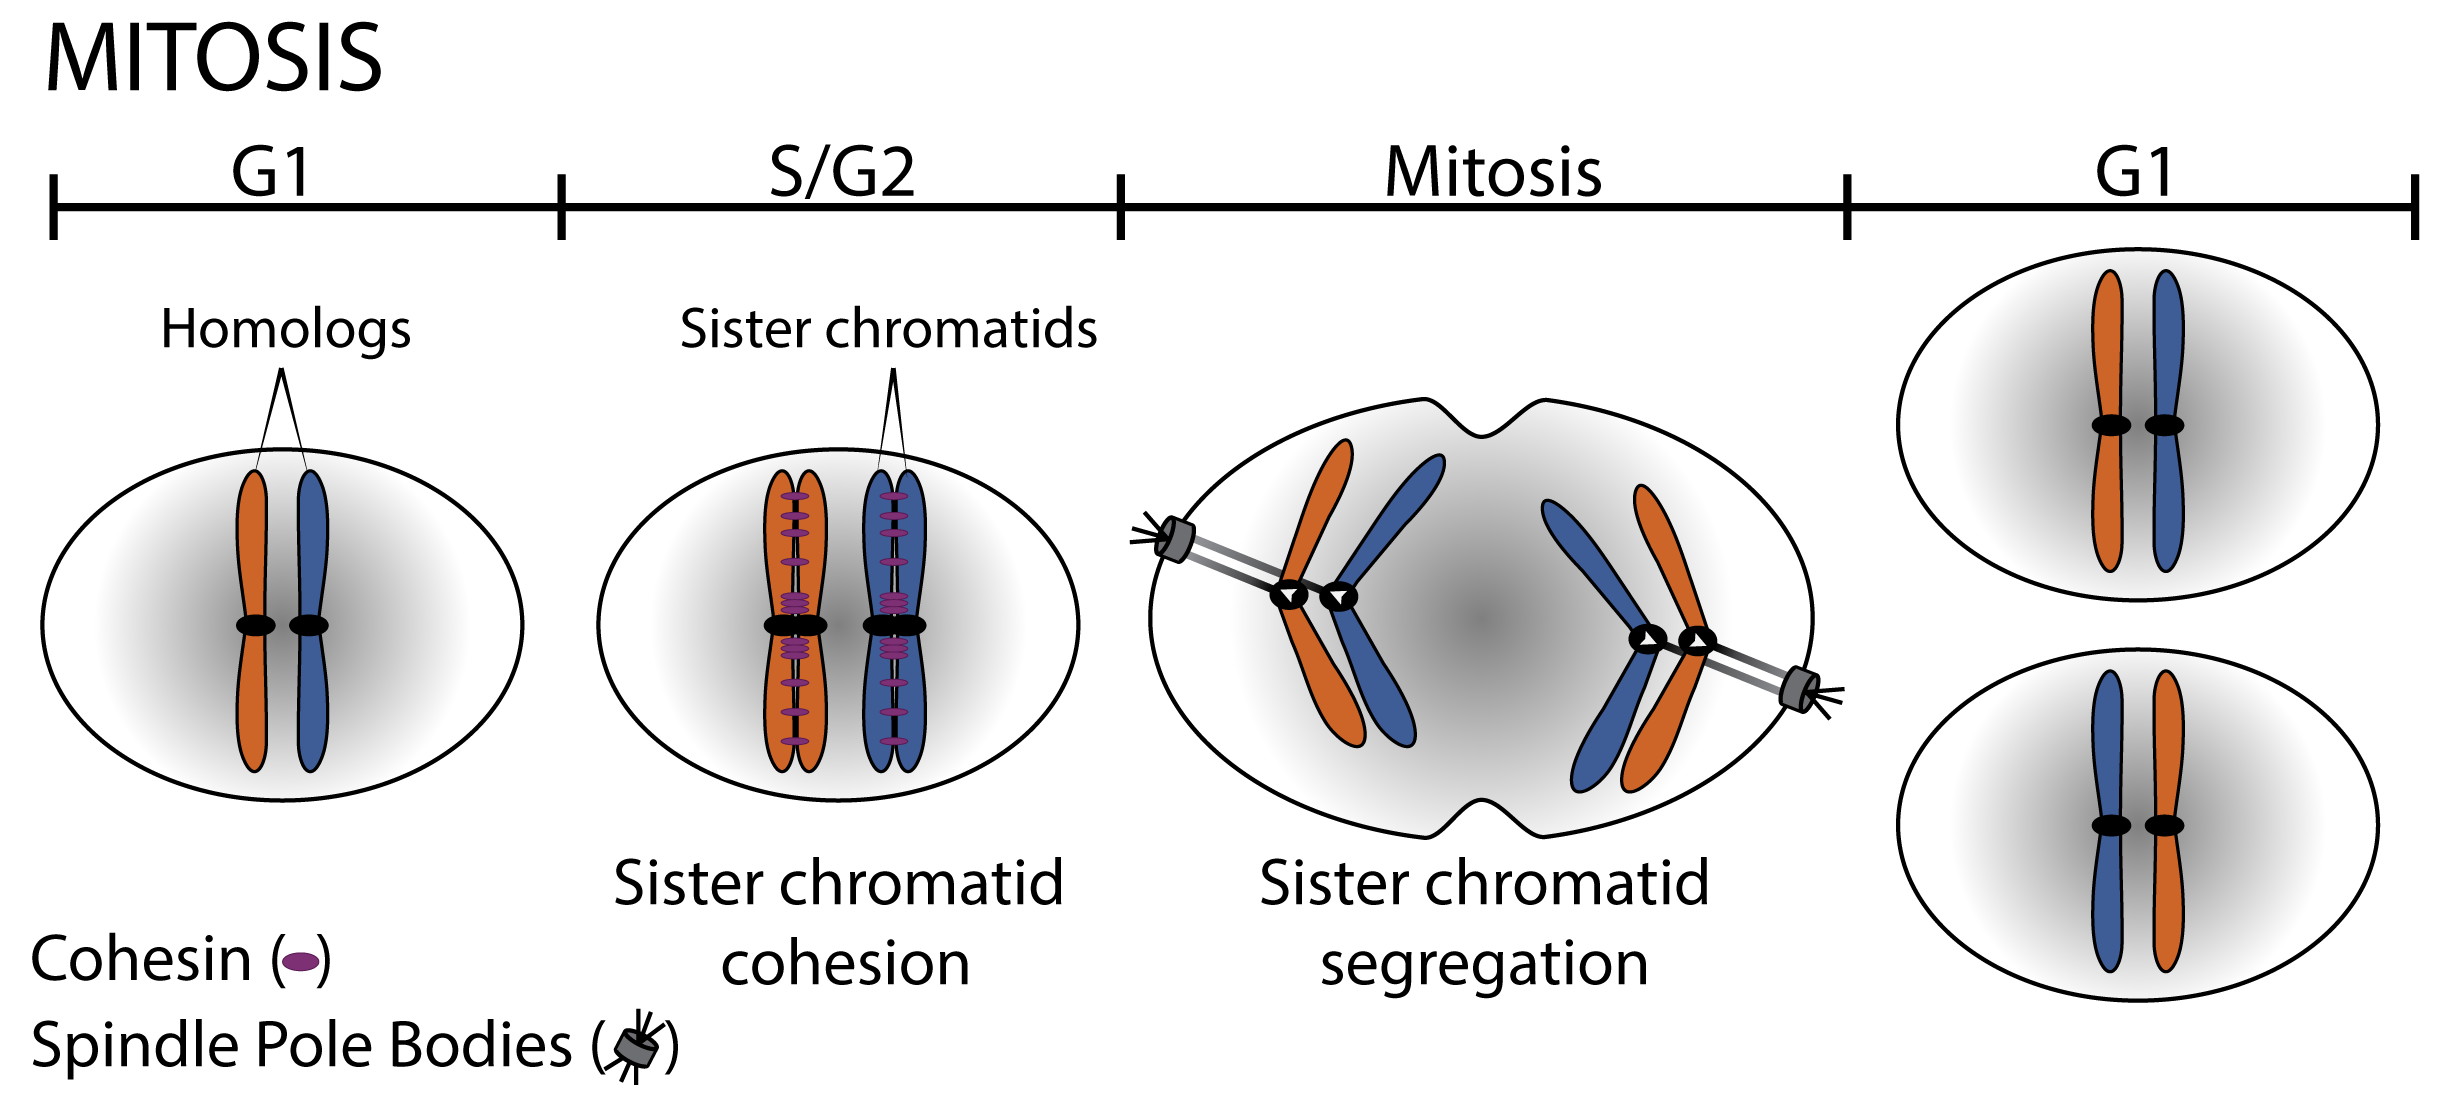 MITOSIS
G1
S/G2
Mitosis
G1
Homologs
Sister chromatids
Sister chromatid
cohesion
Sister chromatid
segregation
Cohesin ( )
Spindle Pole Bodies ( )